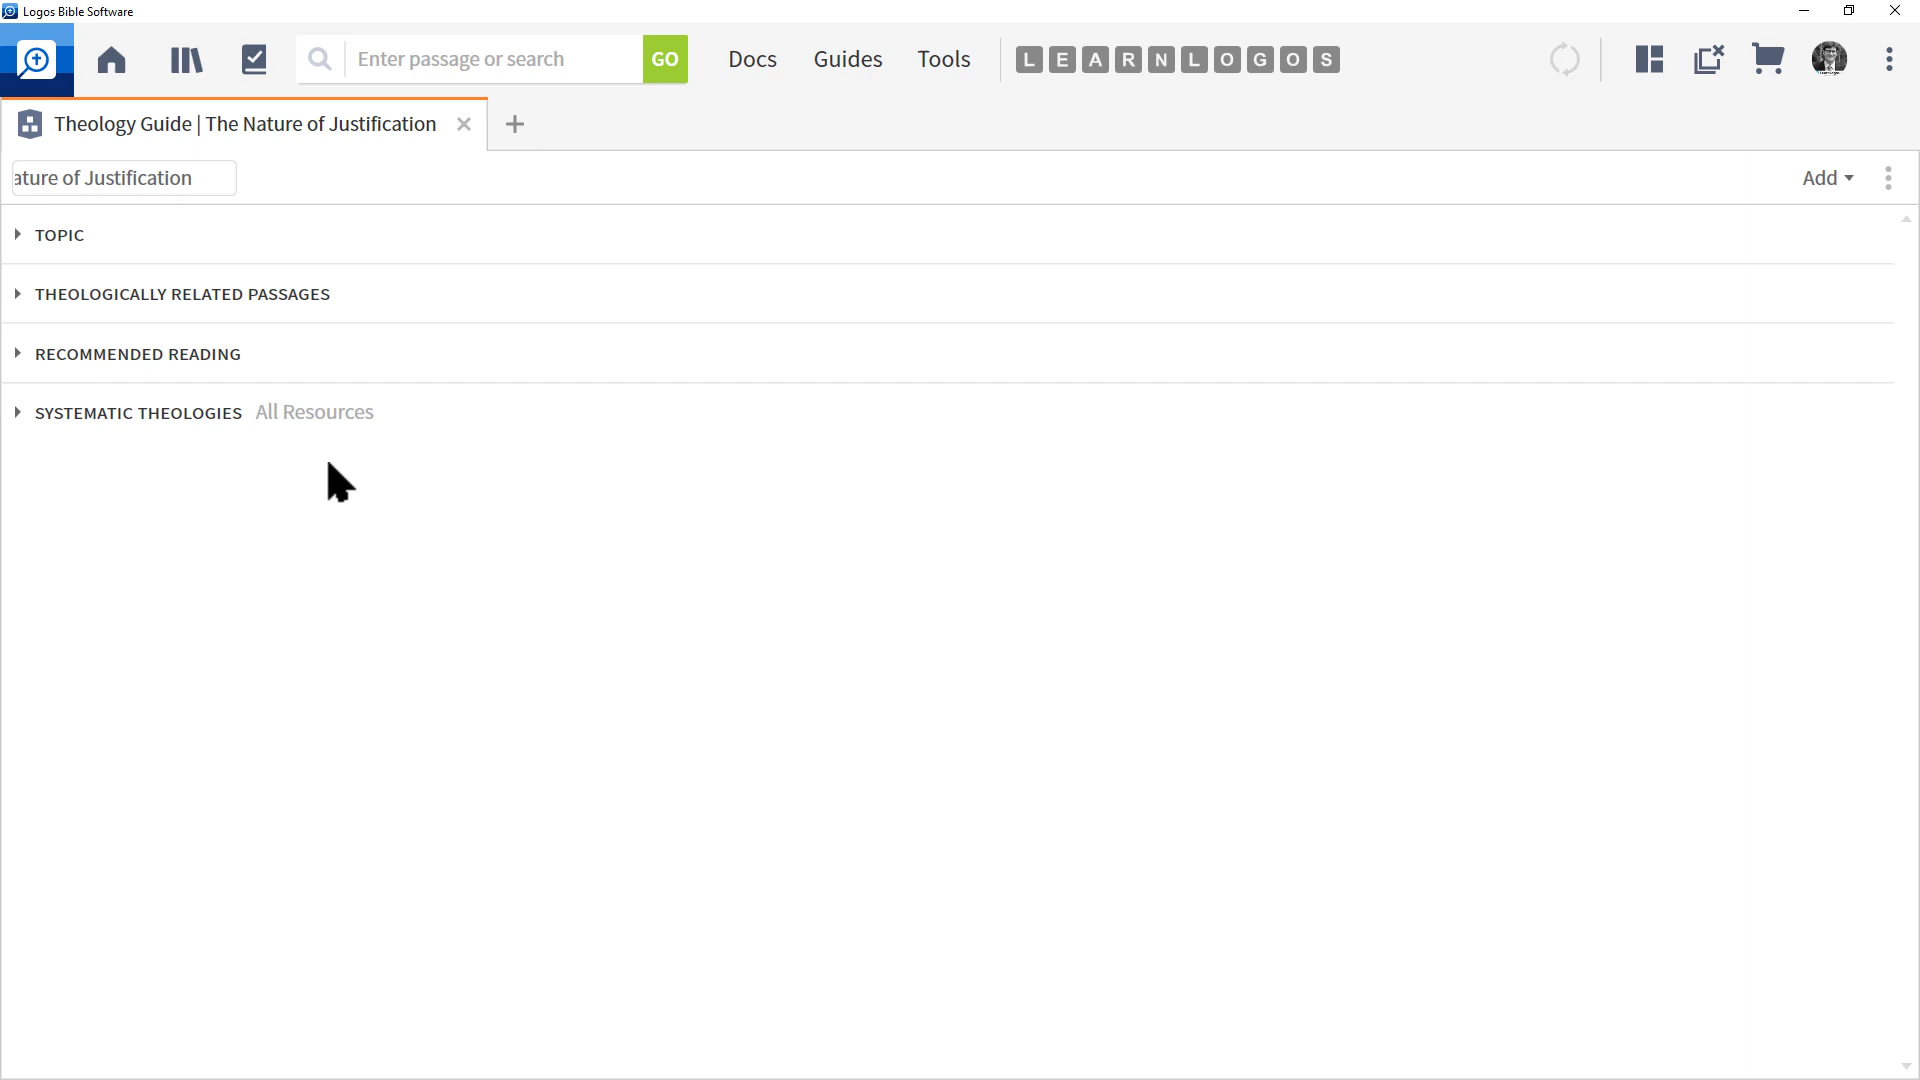 Logos Bible Software
Enter passage or search GO Docs Guides Tools L E A R N L O G O S
Theology Guide | The Nature of Justification
ature of Justification Add
TOPIC
THEOLOGICALLY RELATED PASSAGES
RECOMMENDED READING
SYSTEMATIC THEOLOGIES All Resources